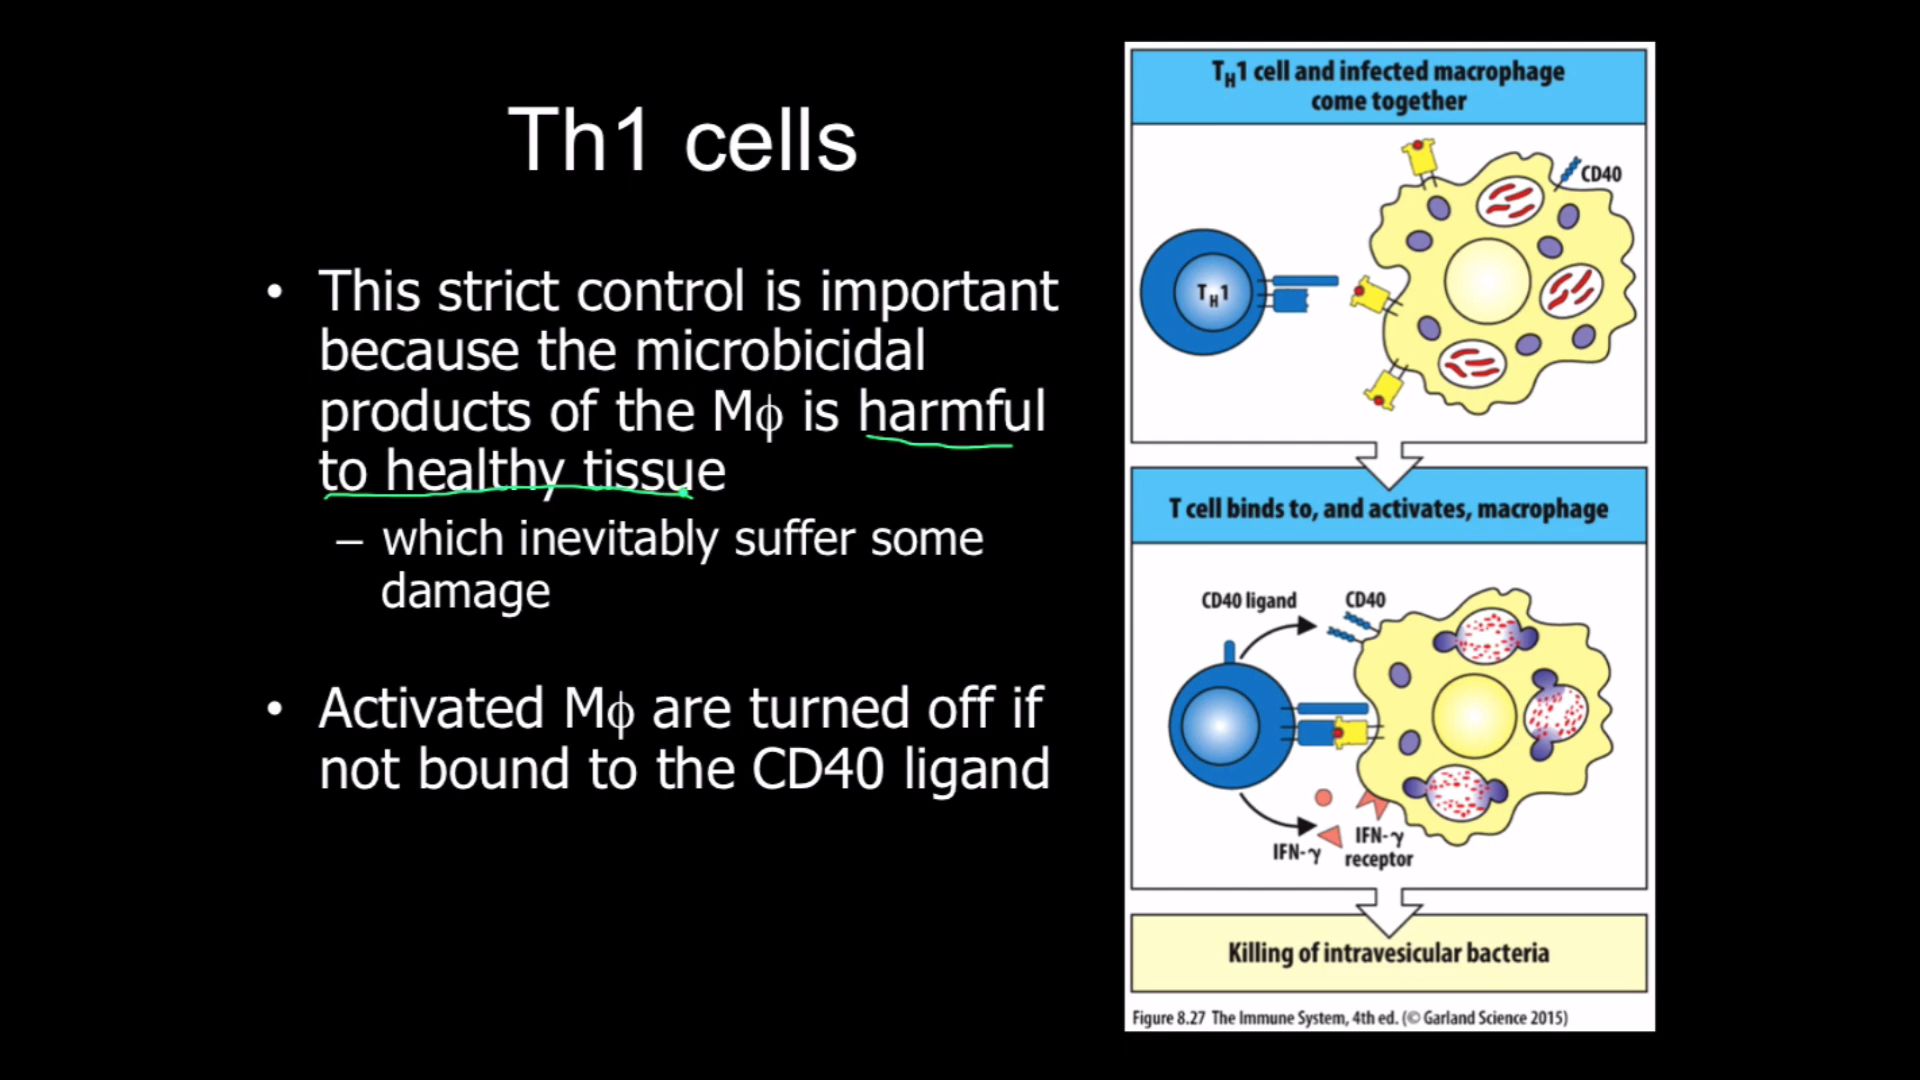 Th1 cells
• This strict control is important
because the microbicidal
products of the Mϕ is harmful
to healthy tissue
– which inevitably suffer some
damage
• Activated Mϕ are turned off if
not bound to the CD40 ligand
TH1 cell and infected macrophage
come together
CD40
TH1
T cell binds to, and activates, macrophage
CD40 ligand
CD40
IFN-γ
IFN-γ
receptor
Killing of intravesicular bacteria
Figure 8.27 The Immune System, 4th ed. (© Garland Science 2015)